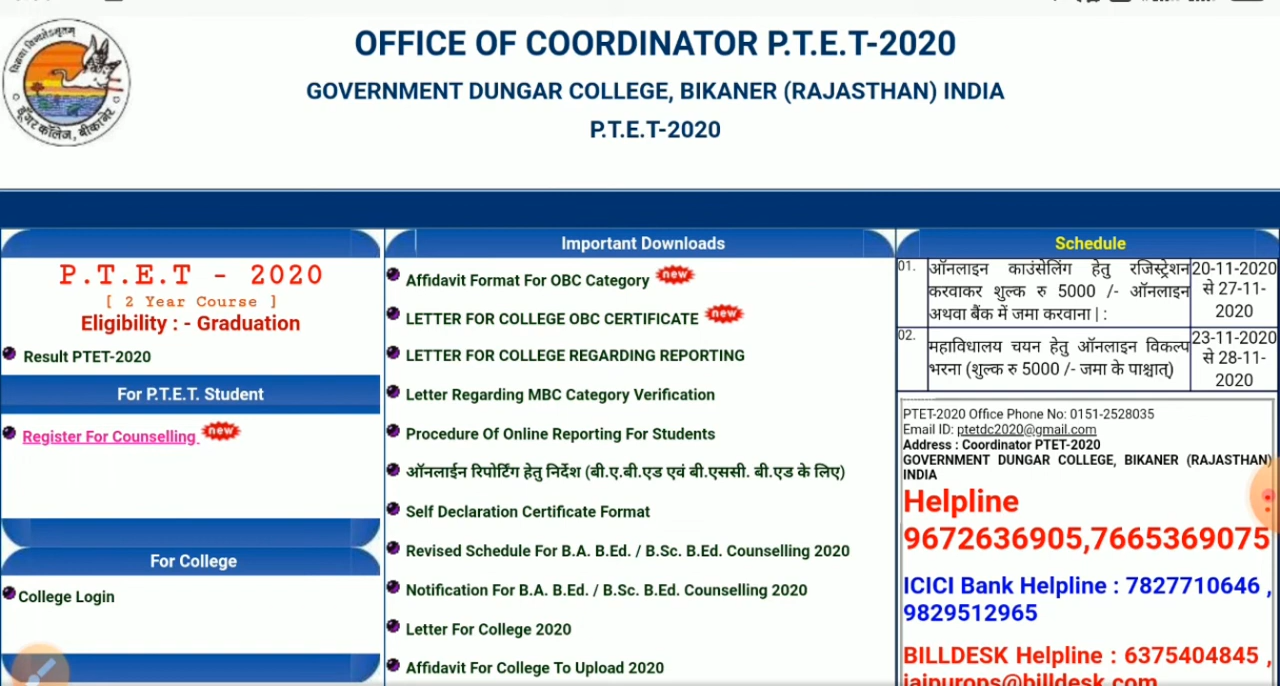 विद्यया विन्दतेऽमृतम्
डूँगर कॉलेज, बीकानेर
OFFICE OF COORDINATOR P.T.E.T-2020
GOVERNMENT DUNGAR COLLEGE, BIKANER (RAJASTHAN) INDIA
P.T.E.T-2020
P.T.E.T - 2020
[ 2 Year Course ]
Eligibility : - Graduation
Result PTET-2020
For P.T.E.T. Student
Register For Counselling new
For College
College Login
Important Downloads
Affidavit Format For OBC Category new
LETTER FOR COLLEGE OBC CERTIFICATE new
LETTER FOR COLLEGE REGARDING REPORTING
Letter Regarding MBC Category Verification
Procedure Of Online Reporting For Students
ऑनलाईन रिपोर्टिंग हेतु निर्देश (बी.ए.बी.एड एवं बी.एससी. बी.एड के लिए)
Self Declaration Certificate Format
Revised Schedule For B.A. B.Ed. / B.Sc. B.Ed. Counselling 2020
Notification For B.A. B.Ed. / B.Sc. B.Ed. Counselling 2020
Letter For College 2020
Affidavit For College To Upload 2020
Schedule
01. ऑनलाइन काउंसेलिंग हेतु रजिस्ट्रेशन 20-11-2020
करवाकर शुल्क रु 5000 /- ऑनलाइन से 27-11-
अथवा बैंक में जमा करवाना | : 2020
02. महाविधालय चयन हेतु ऑनलाइन विकल्प 23-11-2020
भरना (शुल्क रु 5000 /- जमा के पाश्चात्) से 28-11-
2020
PTET-2020 Office Phone No: 0151-2528035
Email ID: ptetdc2020@gmail.com
Address : Coordinator PTET-2020
GOVERNMENT DUNGAR COLLEGE, BIKANER (RAJASTHAN)
INDIA
Helpline
9672636905,7665369075
ICICI Bank Helpline : 7827710646 ,
9829512965
BILLDESK Helpline : 6375404845 ,
jaipurops@billdesk.com